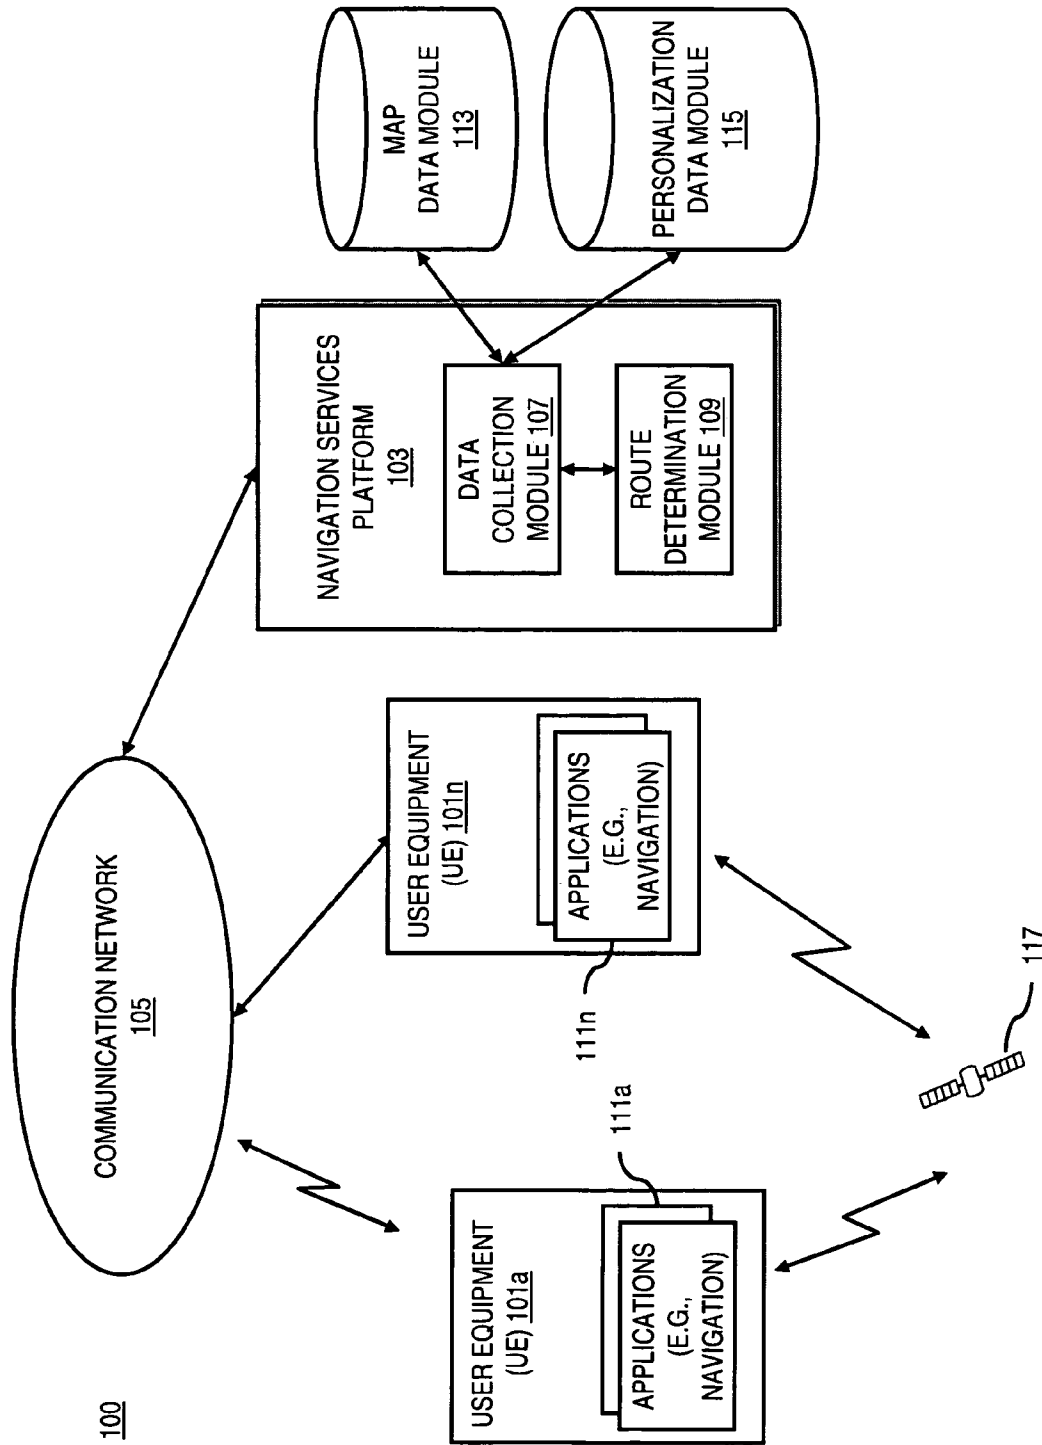 100
COMMUNICATION NETWORK
105
USER EQUIPMENT
(UE) 101a
APPLICATIONS
(E.G.,
NAVIGATION)
111a
USER EQUIPMENT
(UE) 101n
APPLICATIONS
(E.G.,
NAVIGATION)
111n
117
NAVIGATION SERVICES
PLATFORM
103
DATA
COLLECTION
MODULE 107
ROUTE
DETERMINATION
MODULE 109
MAP
DATA MODULE
113
PERSONALIZATION
DATA MODULE
115